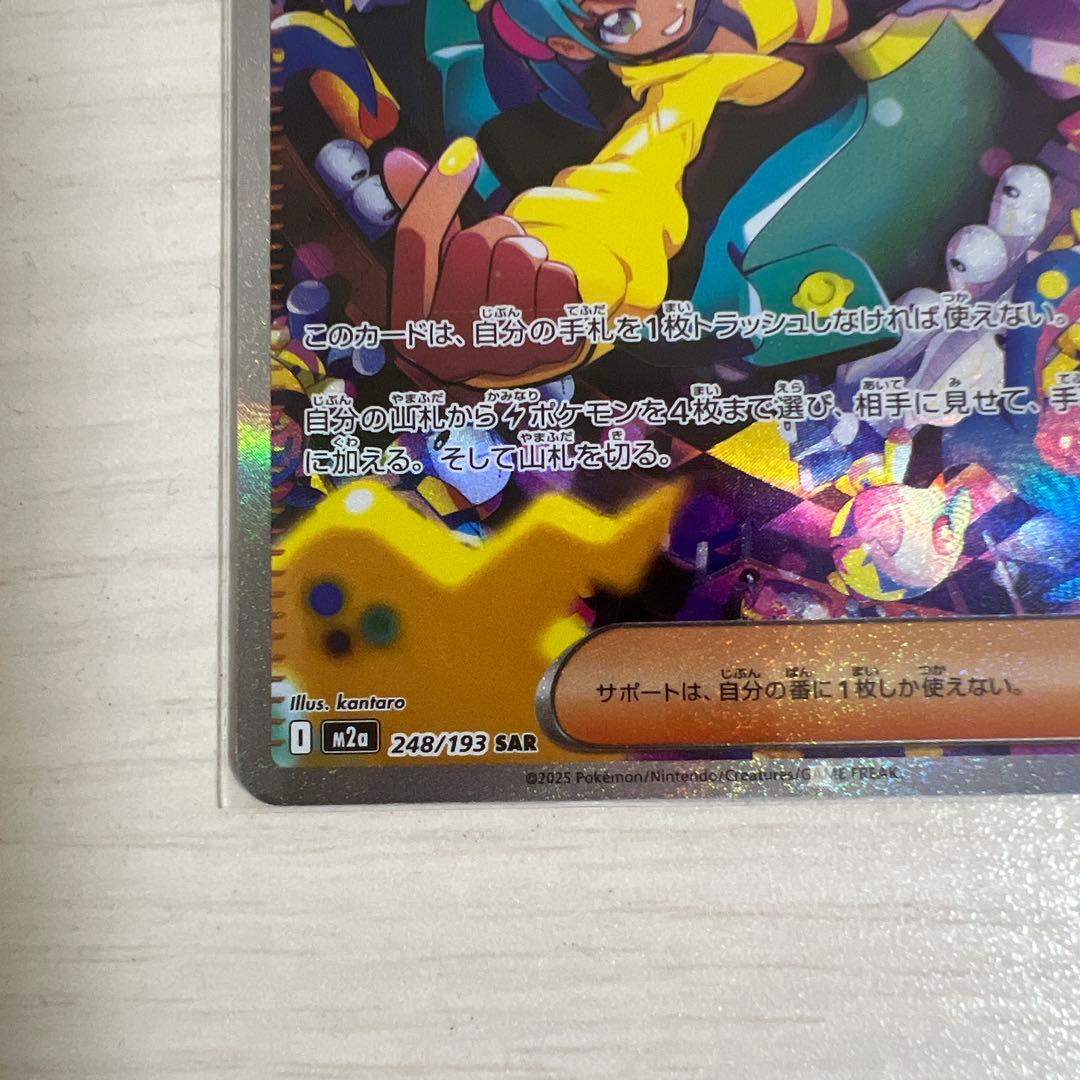 このカードは、自分の手札を1枚トラッシュしなければ使えない。
自分の山札からポケモンを4枚まで選び、相手に見せて、手
に加える。そして山札を切る。
サポートは、自分の番に1枚しか使えない。
Illus. kantaro
I M2a 248/193 SAR
©2025 Pokémon/Nintendo/Creatures/GAME FREAK